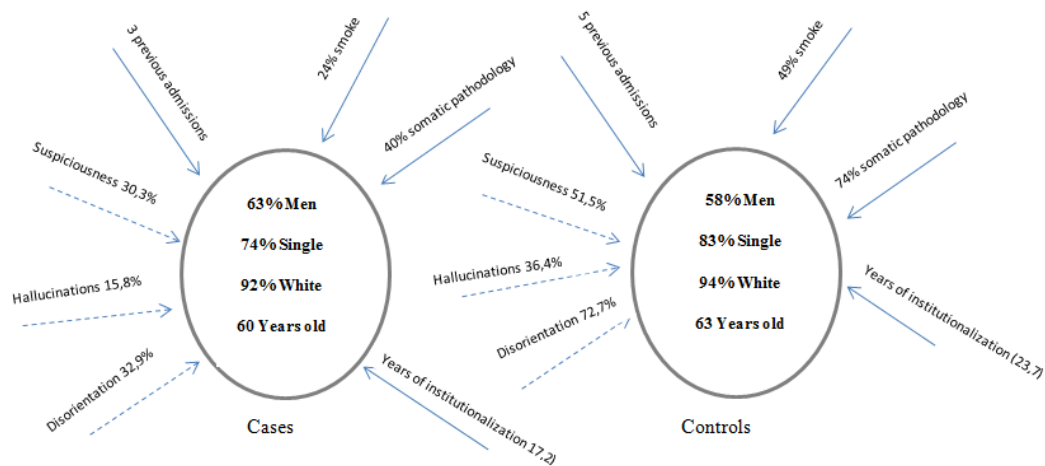 3 previous admissions
24% smoke
40% somatic pathodology
Suspiciousness 30,3%
Hallucinations 15,8%
Disorientation 32,9%
Years of institutionalization 17,2)
63% Men
74% Single
92% White
60 Years old
Cases
5 previous admissions
49% smoke
74% somatic pathodology
Suspiciousness 51,5%
Hallucinations 36,4%
Disorientation 72,7%
Years of institutionalization (23,7)
58% Men
83% Single
94% White
63 Years old
Controls